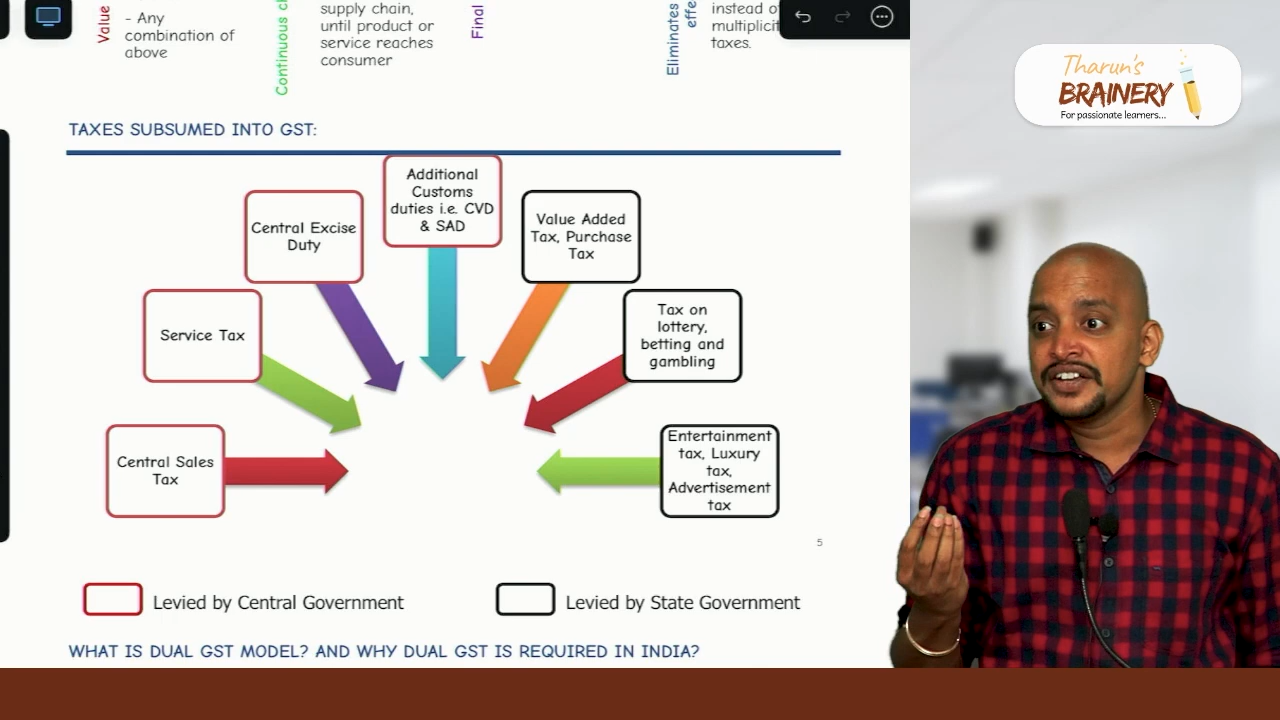 Value
- Any
combination of
above
Continuous
supply chain,
until product or
service reaches
consumer
Final
Eliminates
instead of
taxes.
Tharun's
BRAINERY
For passionate learners...
TAXES SUBSUMED INTO GST:
Additional
Customs
duties i.e. CVD
& SAD
Central Excise
Duty
Value Added
Tax, Purchase
Tax
Service Tax
Tax on
lottery,
betting and
gambling
Central Sales
Tax
Entertainment
tax, Luxury
tax,
Advertisement
tax
5
Levied by Central Government
Levied by State Government
WHAT IS DUAL GST MODEL? AND WHY DUAL GST IS REQUIRED IN INDIA?